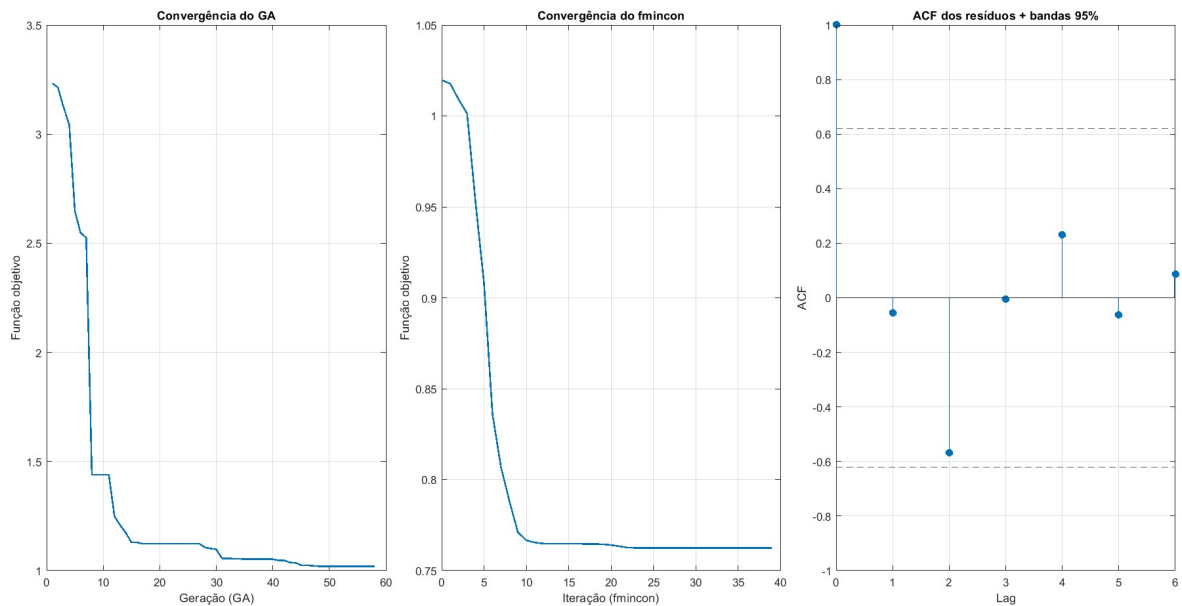 Convergência do GA
3.5
3
2.5
2
1.5
1
Função objetivo
0 10 20 30 40 50 60
Geração (GA)
Convergência do fmincon
1.05
1
0.95
0.9
0.85
0.8
0.75
Função objetivo
0 5 10 15 20 25 30 35 40
Iteração (fmincon)
ACF dos resíduos + bandas 95%
1
0.8
0.6
0.4
0.2
0
-0.2
-0.4
-0.6
-0.8
-1
ACF
0 1 2 3 4 5 6
Lag